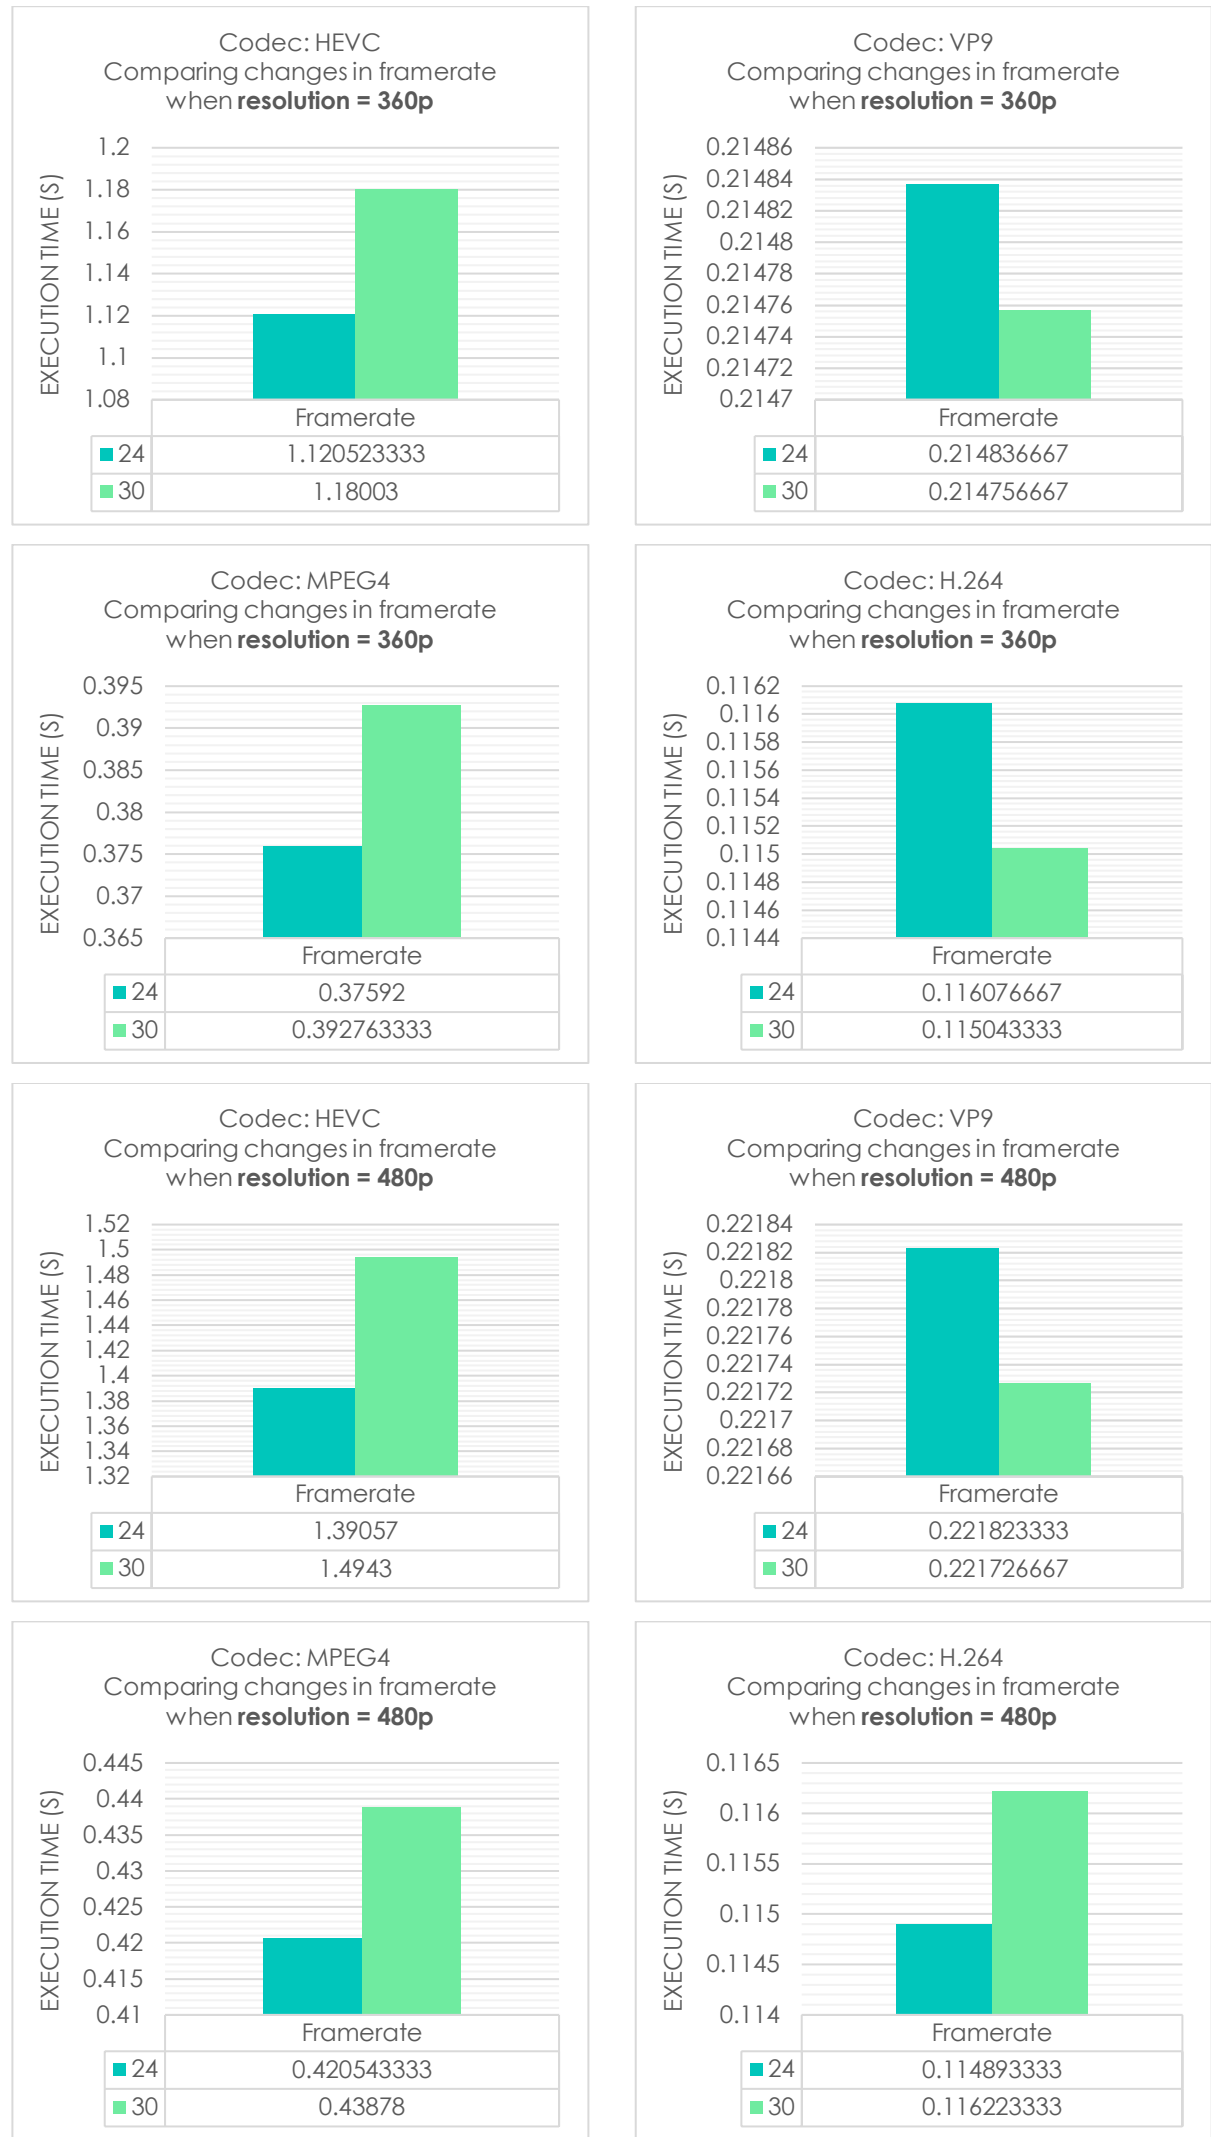 Codec: HEVC
Comparing changes in framerate
when resolution = 360p
EXECUTION TIME (S)
1.2
1.18
1.16
1.14
1.12
1.1
1.08
Framerate
24 1.120523333
30 1.18003
Codec: VP9
Comparing changes in framerate
when resolution = 360p
EXECUTION TIME (S)
0.21486
0.21484
0.21482
0.2148
0.21478
0.21476
0.21474
0.21472
0.2147
Framerate
24 0.214836667
30 0.214756667
Codec: MPEG4
Comparing changes in framerate
when resolution = 360p
EXECUTION TIME (S)
0.395
0.39
0.385
0.38
0.375
0.37
0.365
Framerate
24 0.37592
30 0.392763333
Codec: H.264
Comparing changes in framerate
when resolution = 360p
EXECUTION TIME (S)
0.1162
0.116
0.1158
0.1156
0.1154
0.1152
0.115
0.1148
0.1146
0.1144
Framerate
24 0.116076667
30 0.115043333
Codec: HEVC
Comparing changes in framerate
when resolution = 480p
EXECUTION TIME (S)
1.52
1.5
1.48
1.46
1.44
1.42
1.4
1.38
1.36
1.34
1.32
Framerate
24 1.39057
30 1.4943
Codec: VP9
Comparing changes in framerate
when resolution = 480p
EXECUTION TIME (S)
0.22184
0.22182
0.2218
0.22178
0.22176
0.22174
0.22172
0.2217
0.22168
0.22166
Framerate
24 0.221823333
30 0.221726667
Codec: MPEG4
Comparing changes in framerate
when resolution = 480p
EXECUTION TIME (S)
0.445
0.44
0.435
0.43
0.425
0.42
0.415
0.41
Framerate
24 0.420543333
30 0.43878
Codec: H.264
Comparing changes in framerate
when resolution = 480p
EXECUTION TIME (S)
0.1165
0.116
0.1155
0.115
0.1145
0.114
Framerate
24 0.114893333
30 0.116223333